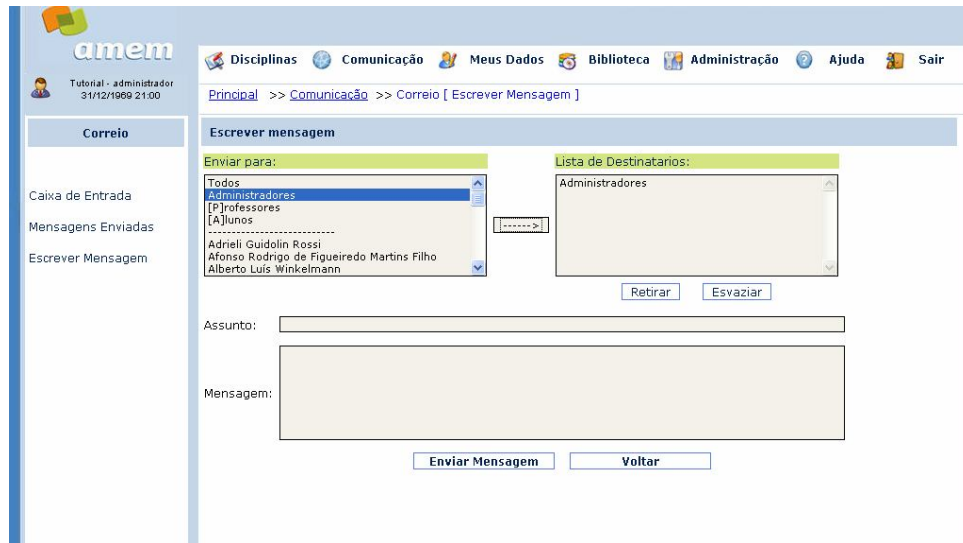 amem
Disciplinas Comunicação Meus Dados Biblioteca Administração Ajuda Sair
Tutorial - administrador
31/12/1969 21:00
Principal >> Comunicação >> Correio [ Escrever Mensagem ]
Correio
Caixa de Entrada
Mensagens Enviadas
Escrever Mensagem
Escrever mensagem
Enviar para:
Todos
Administradores
[P]rofessores
[A]lunos
--------------------------
Adrieli Guidolin Rossi
Afonso Rodrigo de Figueiredo Martins Filho
Alberto Luís Winkelmann
------>
Lista de Destinatarios:
Administradores
Retirar Esvaziar
Assunto:
Mensagem:
Enviar Mensagem Voltar